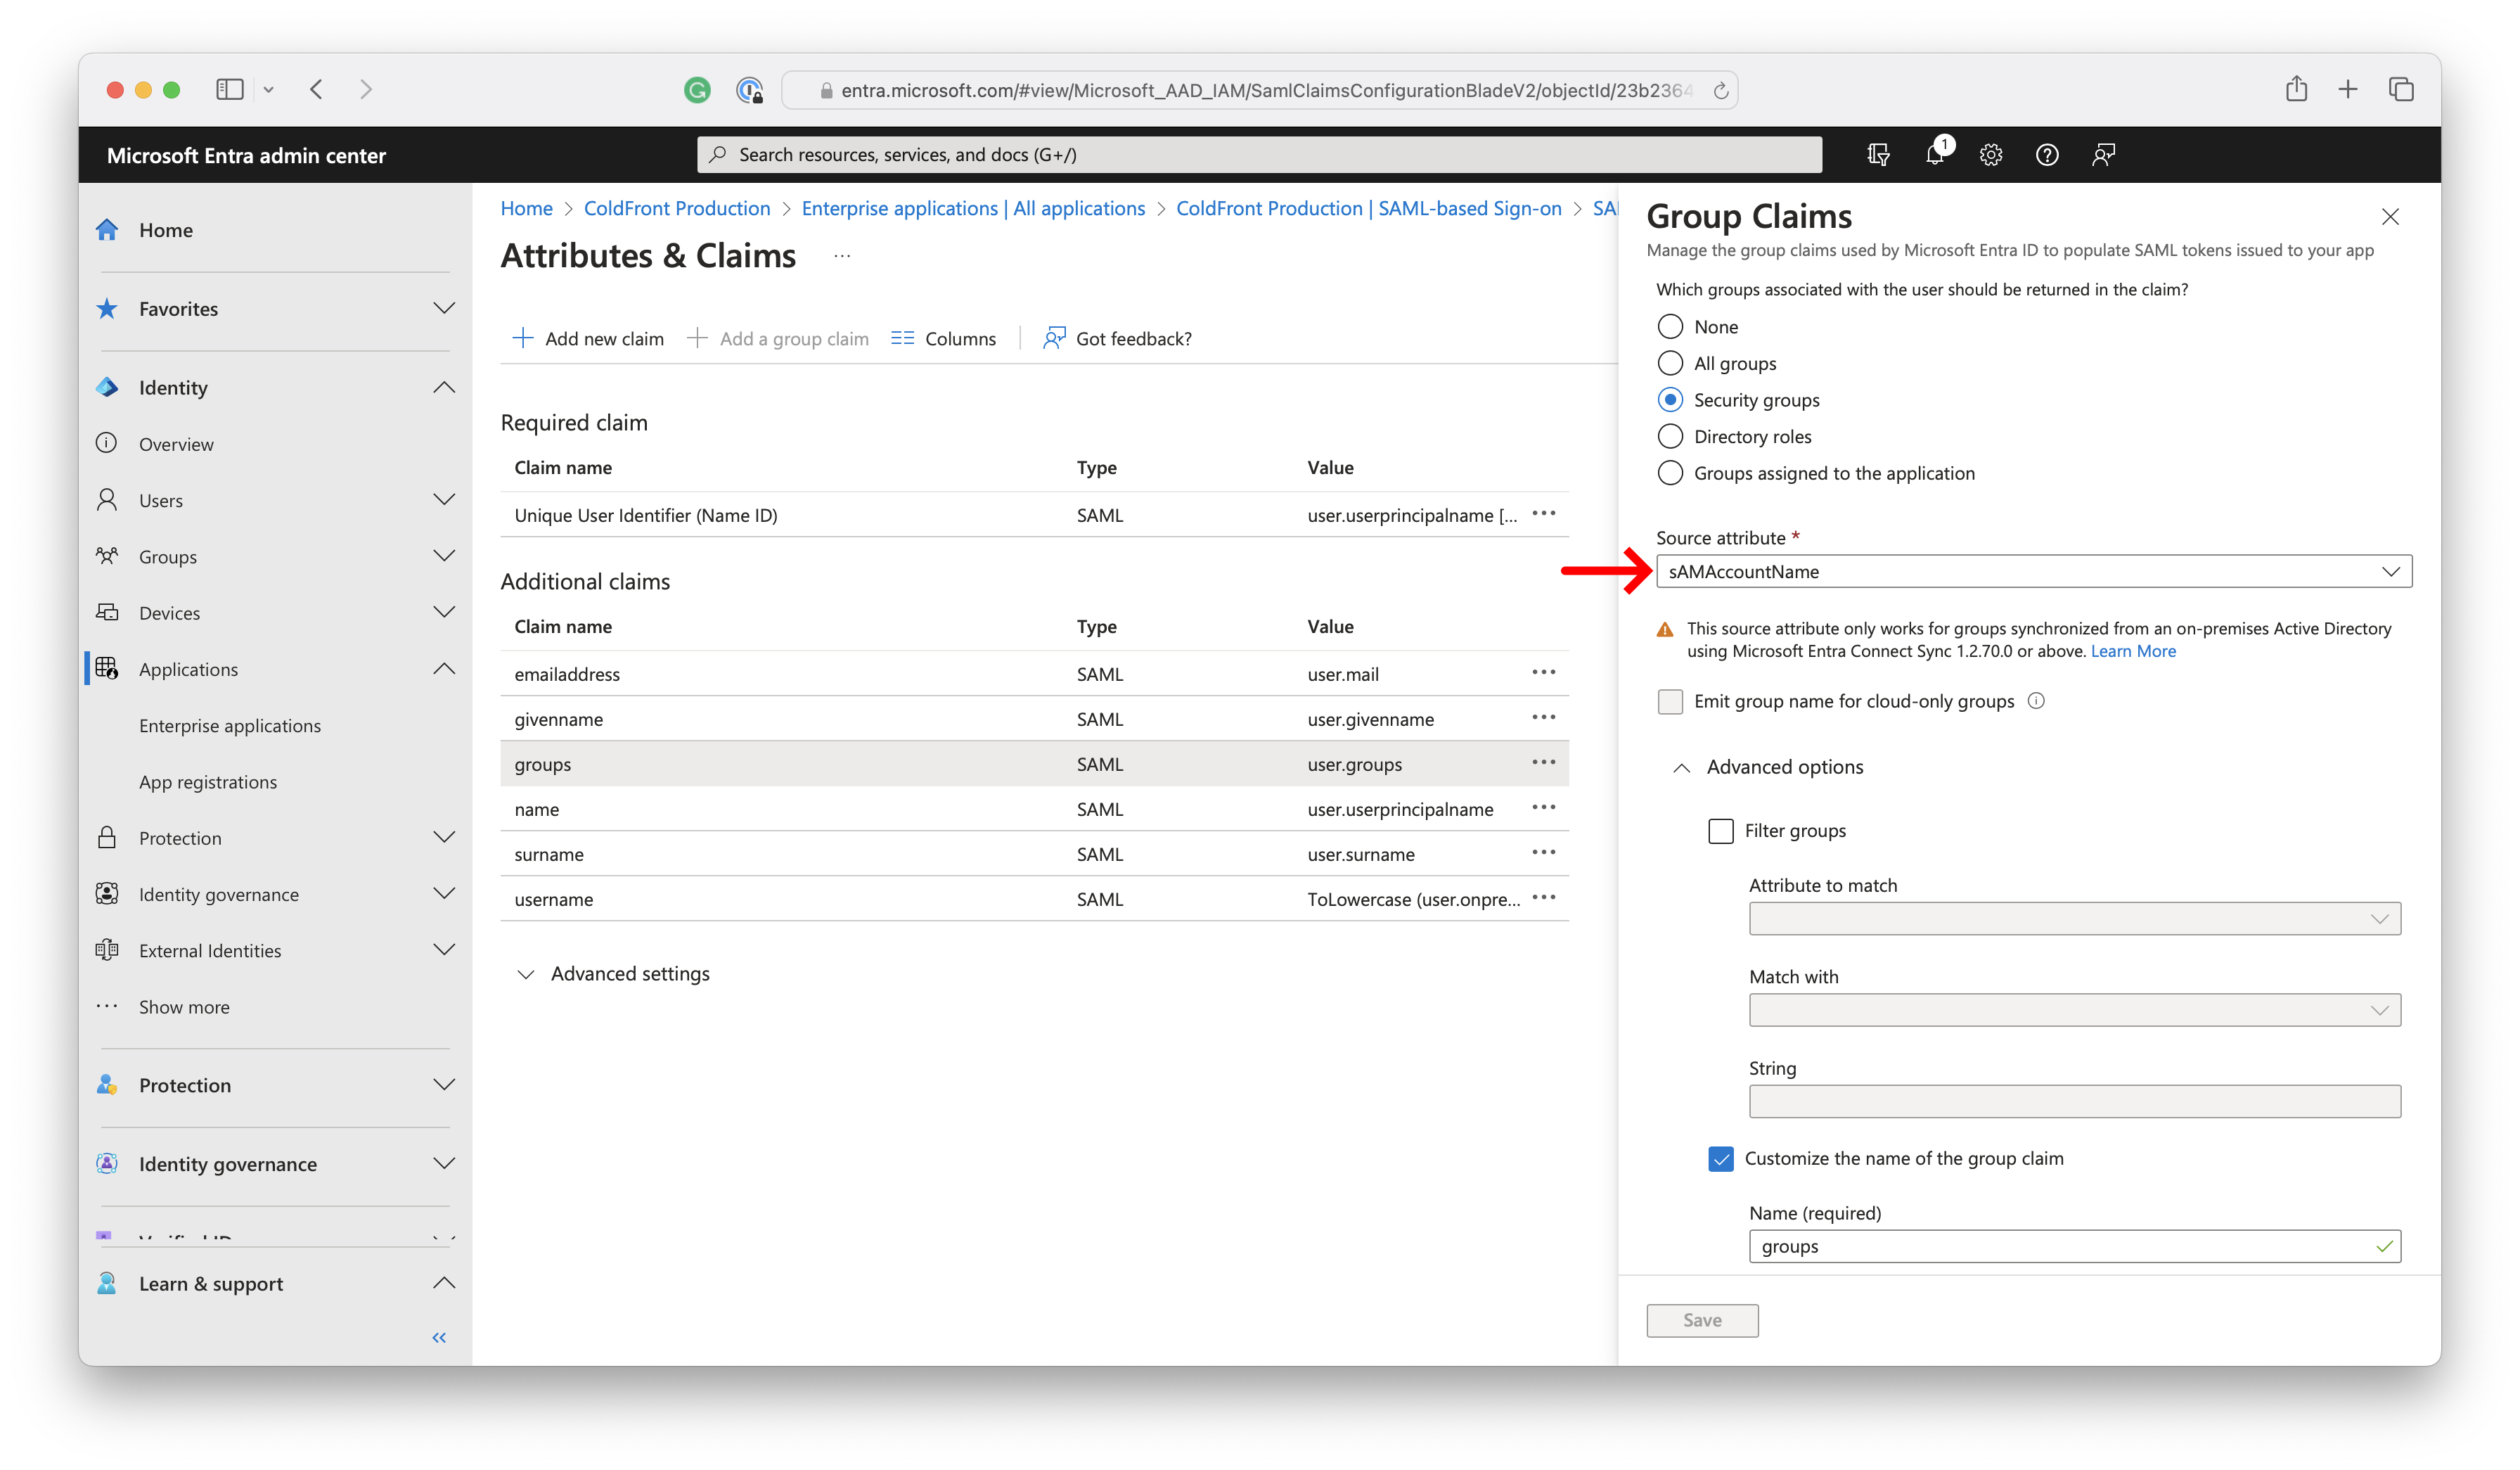 entra.microsoft.com/#view/Microsoft_AAD_IAM/SamlClaimsConfigurationBladeV2/objectId/23b2364
Microsoft Entra admin center
Search resources, services, and docs (G+/)
1
Home
Favorites
Identity
Overview
Users
Groups
Devices
Applications
Enterprise applications
App registrations
Protection
Identity governance
External Identities
Show more
Protection
Identity governance
Verified ID
Learn & support
Home > ColdFront Production > Enterprise applications | All applications > ColdFront Production | SAML-based Sign-on > SA
Attributes & Claims
Add new claim Add a group claim Columns Got feedback?
Required claim
Claim name Type Value
Unique User Identifier (Name ID) SAML user.userprincipalname [...
Additional claims
Claim name Type Value
emailaddress SAML user.mail
givenname SAML user.givenname
groups SAML user.groups
name SAML user.userprincipalname
surname SAML user.surname
username SAML ToLowercase (user.onpre...
Advanced settings
Group Claims
Manage the group claims used by Microsoft Entra ID to populate SAML tokens issued to your app
Which groups associated with the user should be returned in the claim?
None
All groups
Security groups
Directory roles
Groups assigned to the application
Source attribute *
sAMAccountName
This source attribute only works for groups synchronized from an on-premises Active Directory
using Microsoft Entra Connect Sync 1.2.70.0 or above. Learn More
Emit group name for cloud-only groups
Advanced options
Filter groups
Attribute to match
Match with
String
Customize the name of the group claim
Name (required)
groups
Save